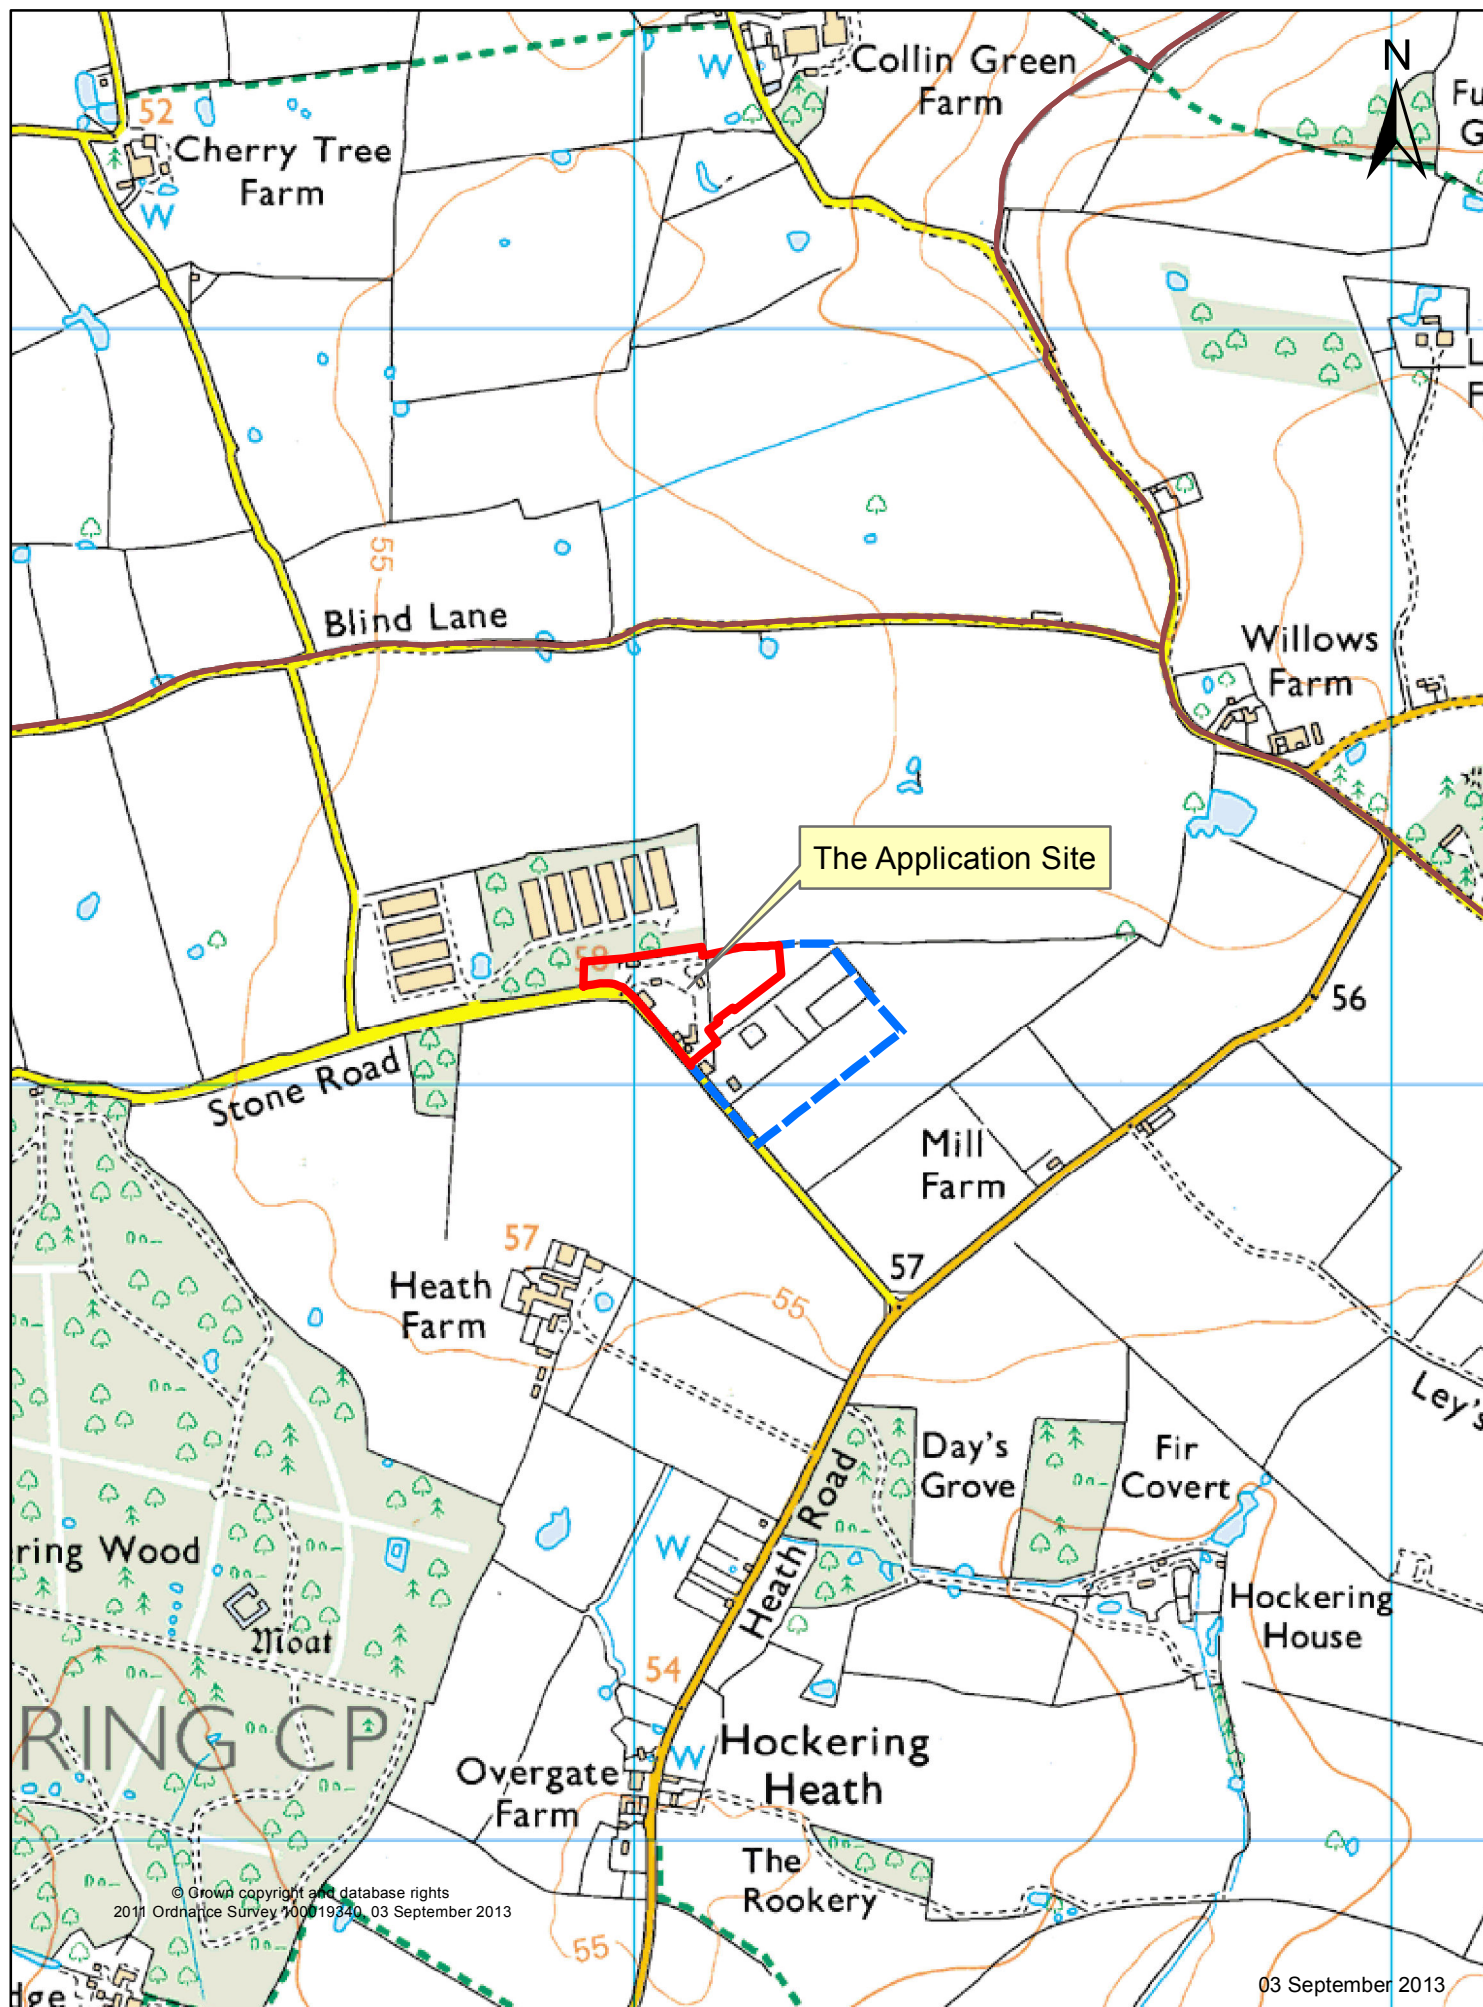 Collin Green
Farm
N
Fu
G
W
52
Cherry Tree
Farm
W
L
F
55
Blind Lane
Willows
Farm
The Application Site
58
56
Stone Road
Mill
Farm
57
57
Heath
Farm
55
Ley's
Day's
Grove
Fir
Covert
Heath Road
W
ring Wood
Moat
Hockering
House
54
RING CP
W
Hockering
Heath
Overgate
Farm
The
Rookery
© Crown copyright and database rights
2011 Ordnance Survey 100019340 03 September 2013
55
dge
03 September 2013